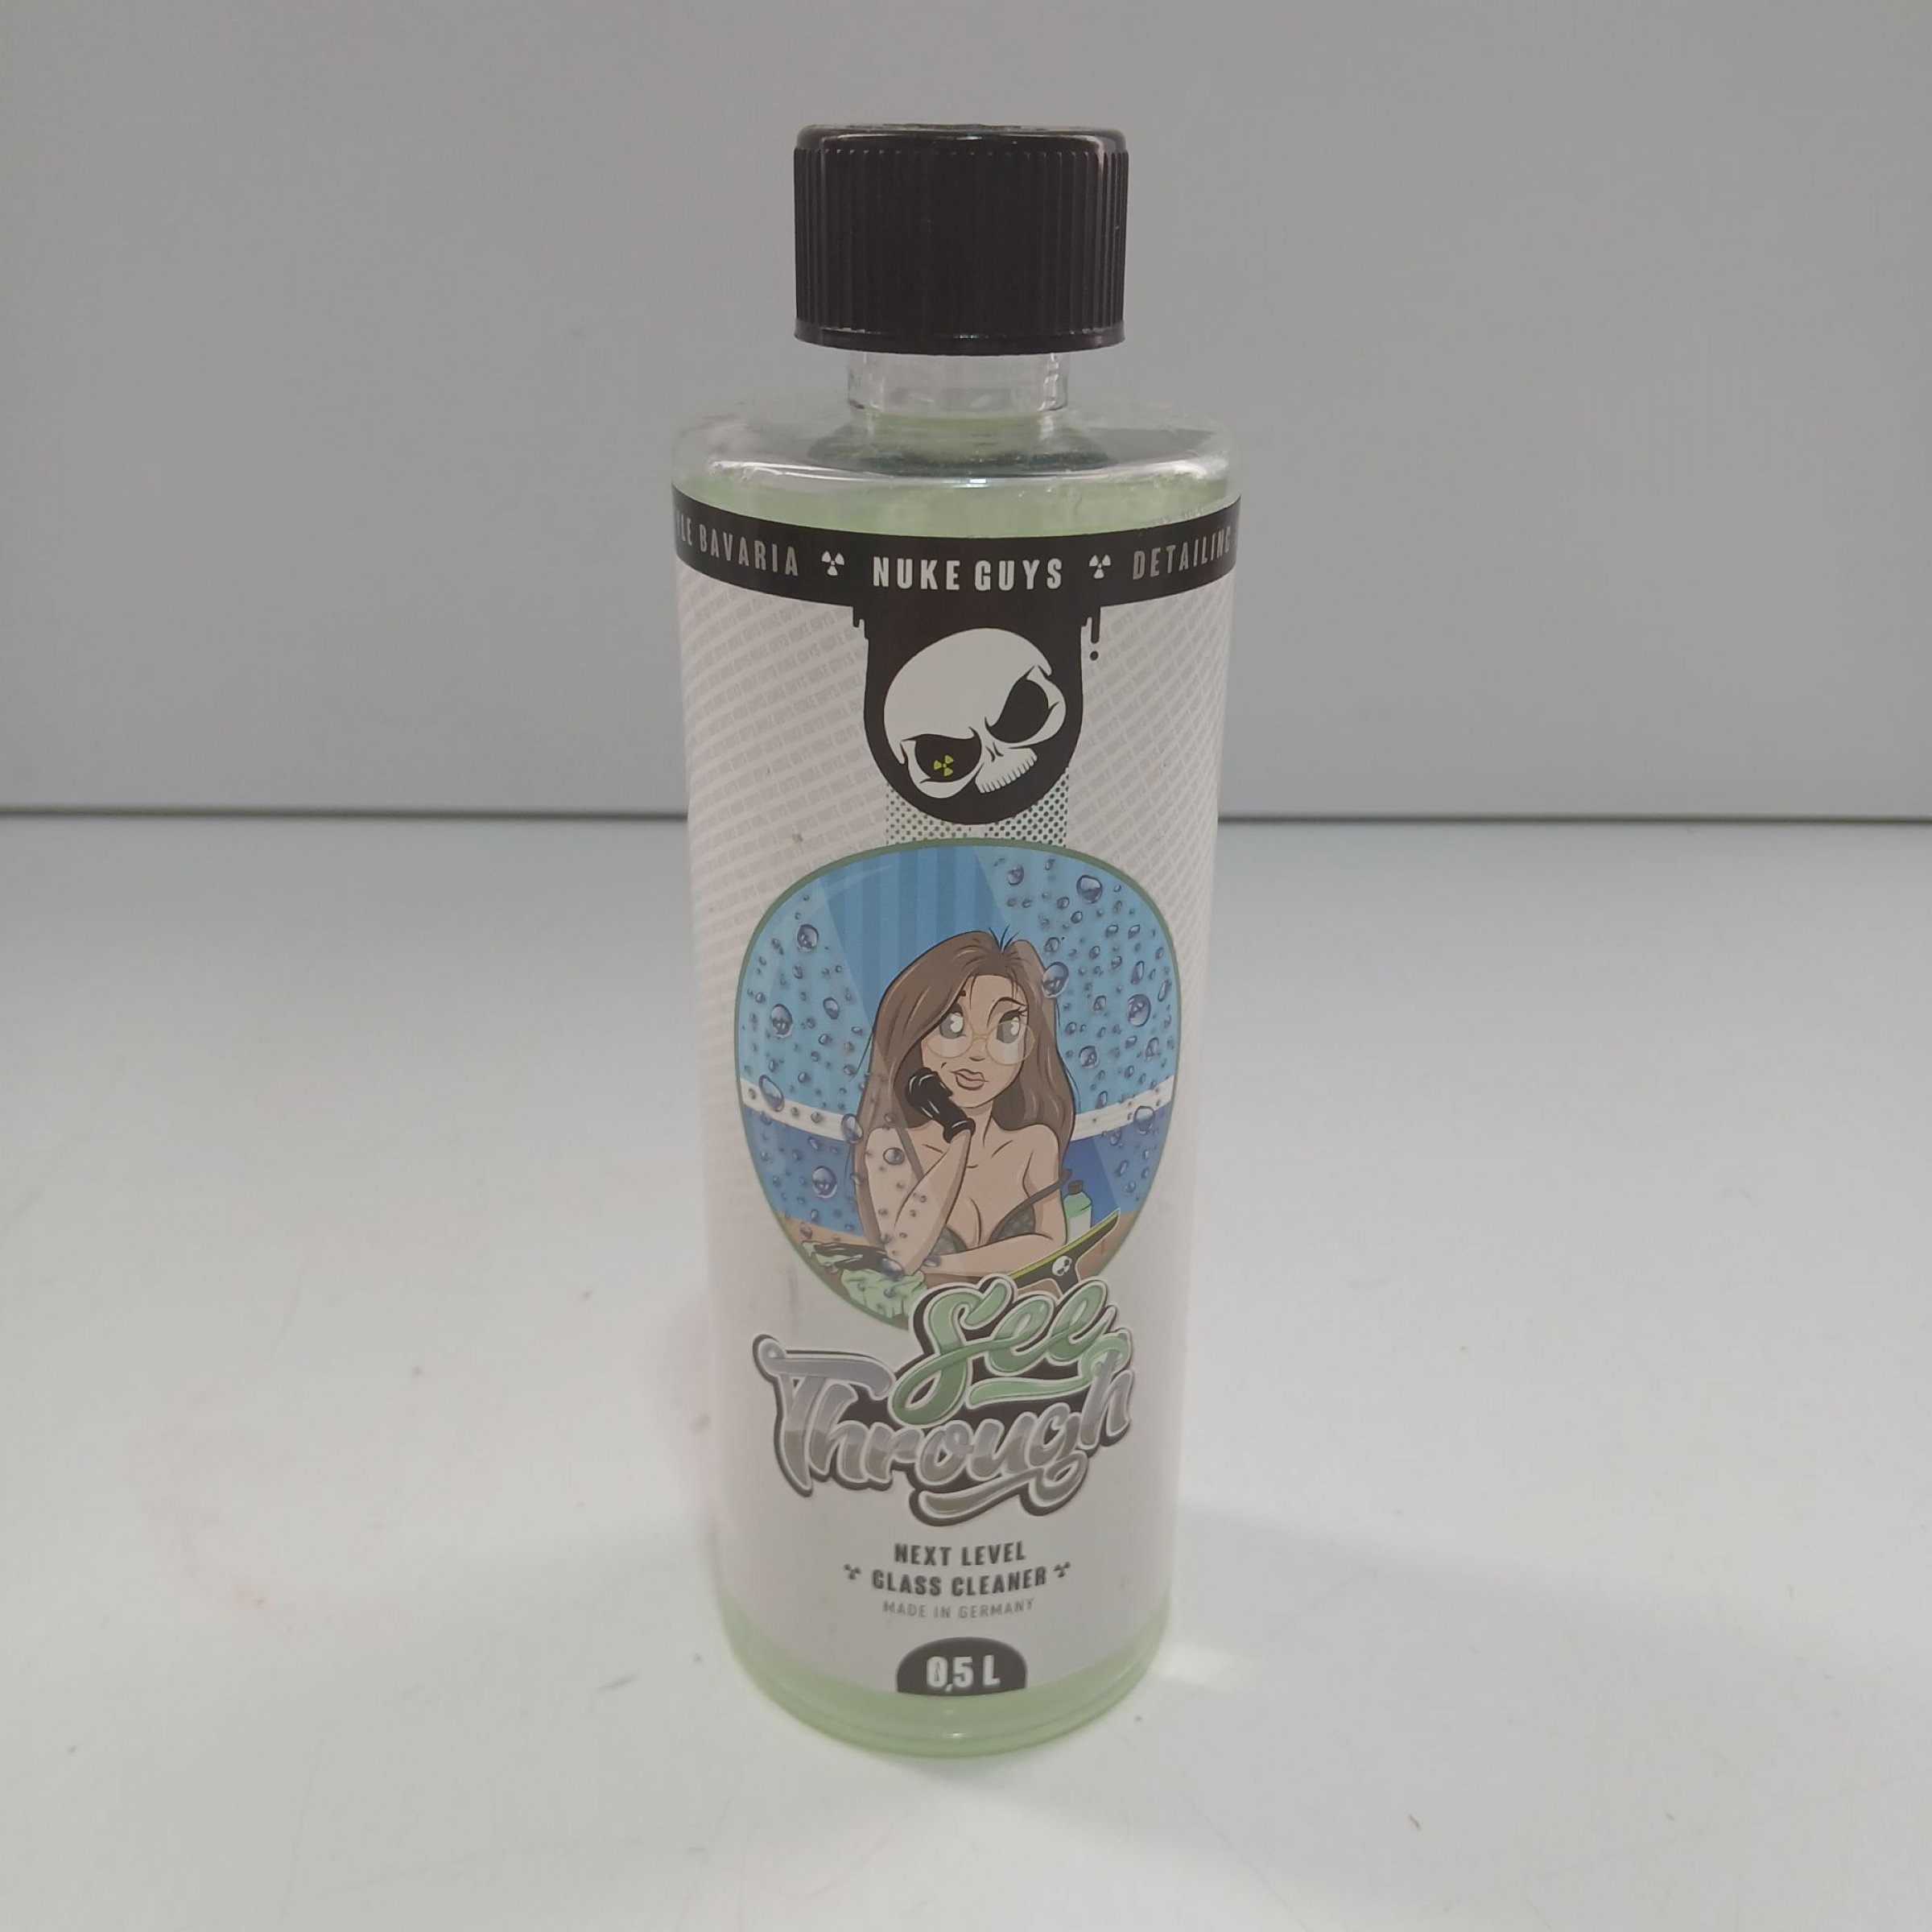 BAVARIA NUKE GUYS DETAILING
See
Through
NEXT LEVEL
GLASS CLEANER
MADE IN GERMANY
0,5 L